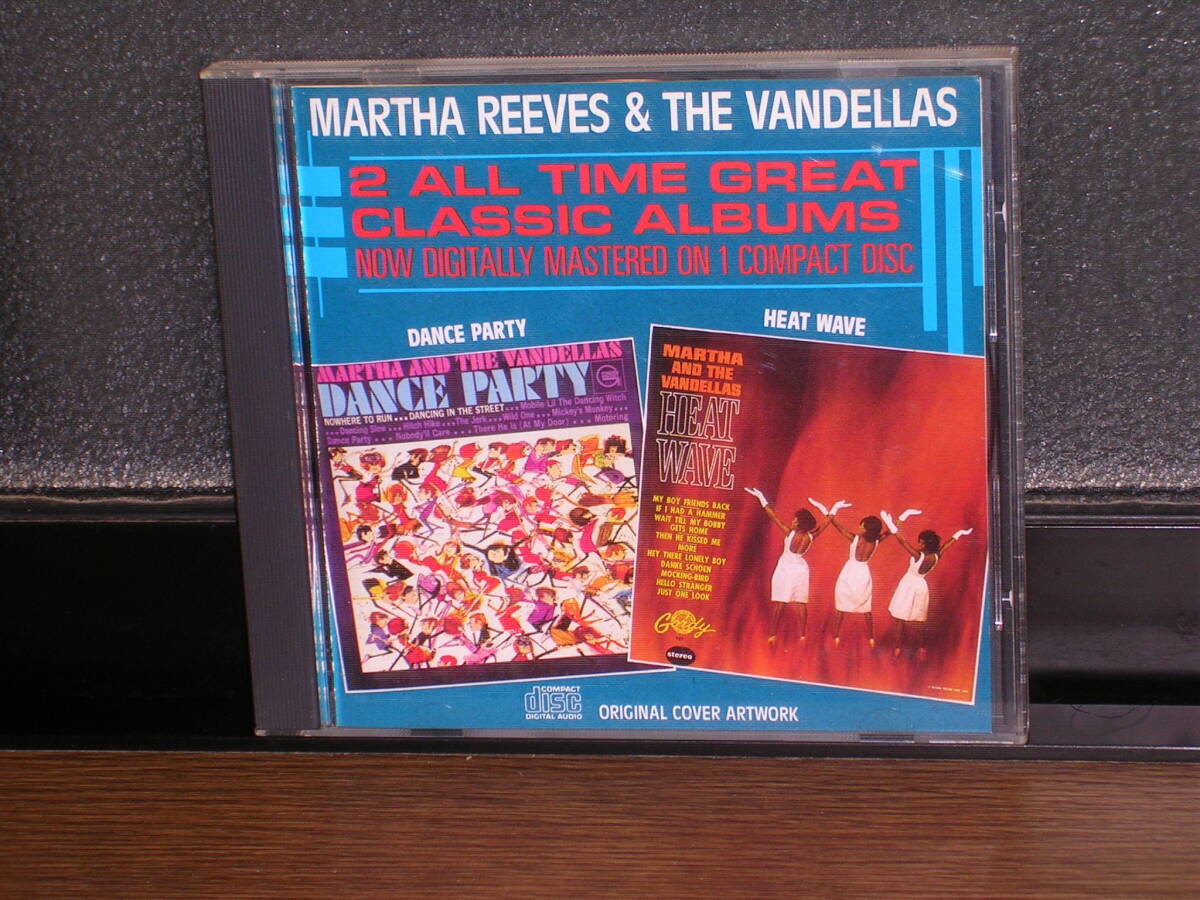 MARTHA REEVES & THE VANDELLAS
2 ALL TIME GREAT
CLASSIC ALBUMS
NOW DIGITALLY MASTERED ON 1 COMPACT DISC
DANCE PARTY
MARTHA AND THE VANDELLAS
DANCE PARTY
NOWHERE TO RUN...DANCING IN THE STREET...Mobile Lil The Dancing Witch
...Dancing Slow...Hitch Hike...The Jerk...Wild One...Mickey's Monkey...
Dance Party...Nobody'll Care...There He Is (At My Door)...Motoring
HEAT WAVE
MARTHA
AND THE
VANDELLAS
HEAT
WAVE
MY BOY FRIENDS BACK
IF I HAD A HAMMER
WAIT TILL MY BOBBY
GETS HOME
THEN HE KISSED ME
MORE
HEY THERE LONELY BOY
DANKE SCHOEN
MOCKING-BIRD
HELLO STRANGER
JUST ONE LOOK
Gordy
stereo
COMPACT
disc
DIGITAL AUDIO
ORIGINAL COVER ARTWORK